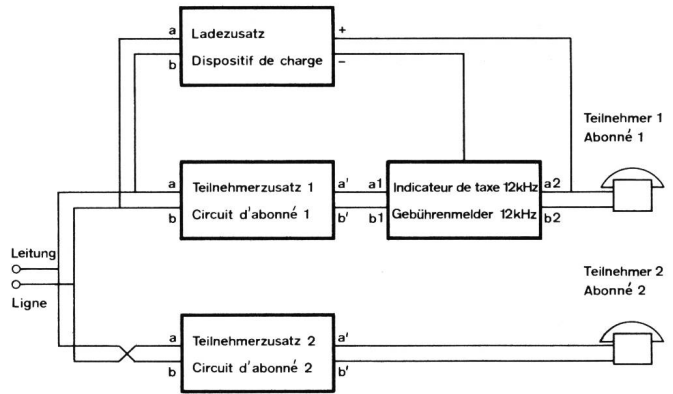 a
Ladezusatz
+
b
Dispositif de charge
−
Teilnehmer 1
Abonné 1
a
Teilnehmerzusatz 1
a'
a1
Indicateur de taxe 12kHz
a2
b
Circuit d'abonné 1
b'
b1
Gebührenmelder 12kHz
b2
Leitung
Ligne
Teilnehmer 2
Abonné 2
a
Teilnehmerzusatz 2
a'
b
Circuit d'abonné 2
b'